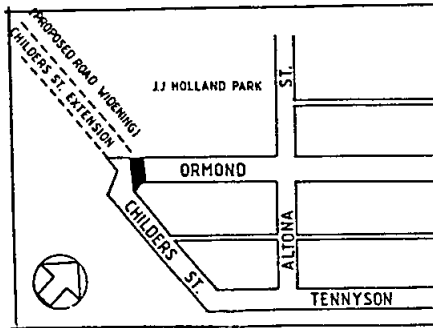 (PROPOSED ROAD WIDENING)
CHILDERS ST. EXTENSION
J.J HOLLAND PARK
ST.
ORMOND
CHILDERS ST.
ALTONA
TENNYSON